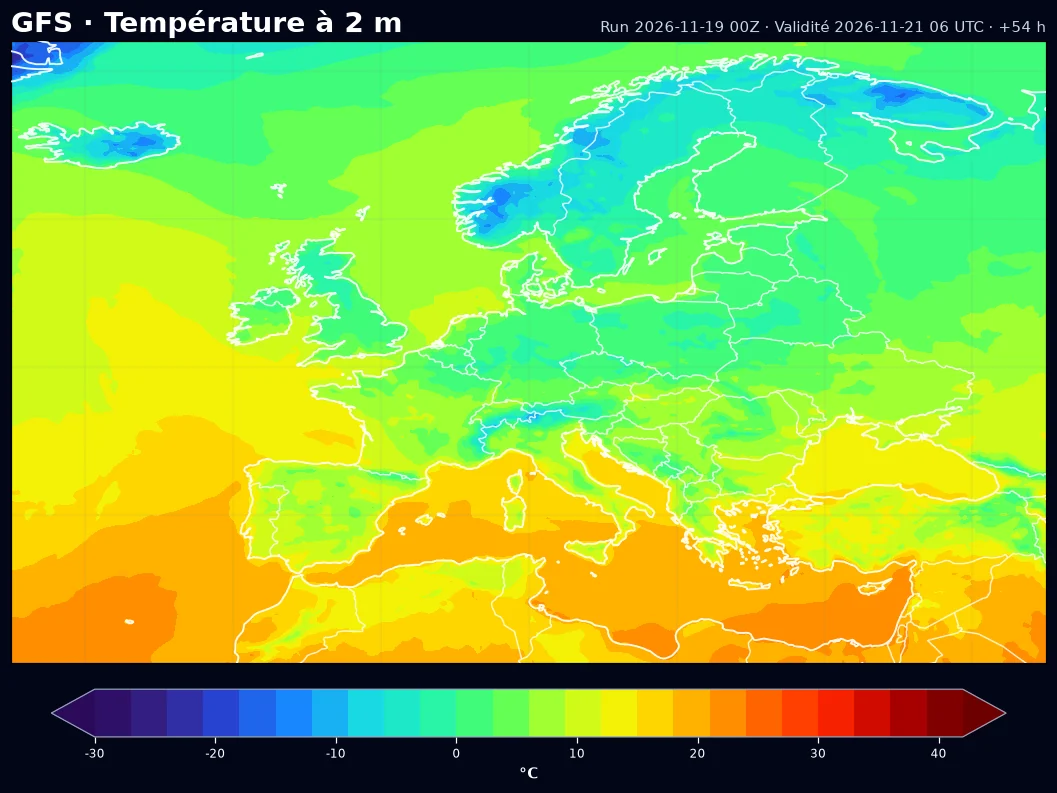 GFS · Température à 2 m
Run 2026-11-19 00Z · Validité 2026-11-21 06 UTC · +54 h
-30 -20 -10 0 10 20 30 40
°C